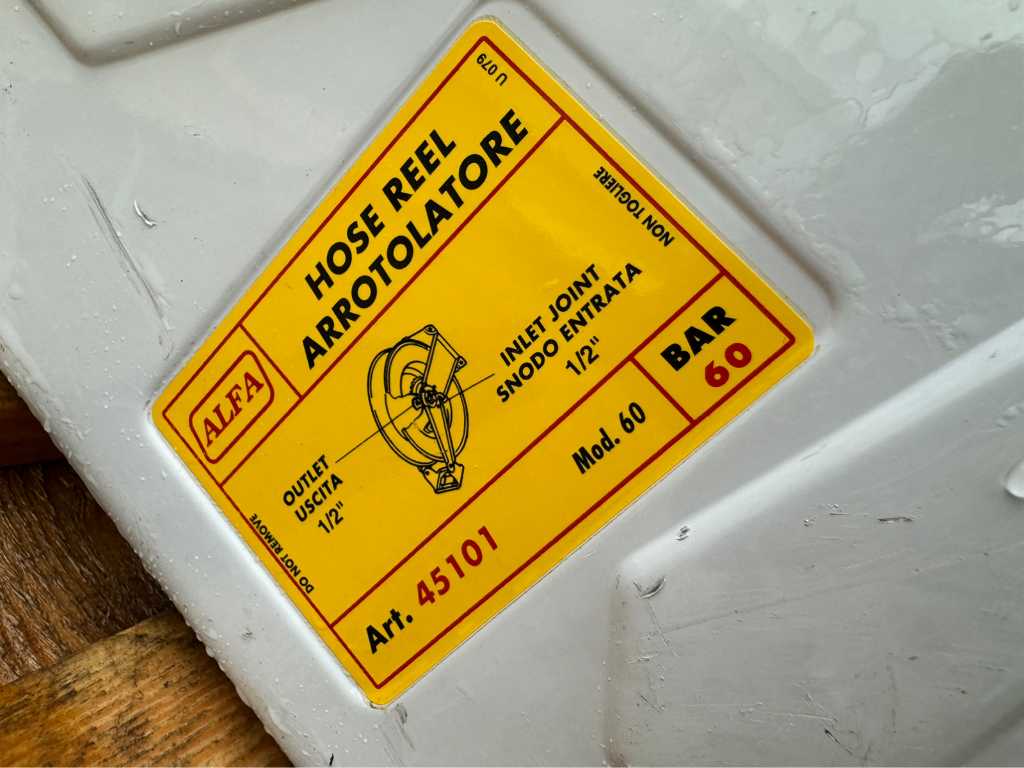 U 079
HOSE REEL
ARROTOLATORE
ALFA
NON TOGLIERE
INLET JOINT
SNODO ENTRATA
1/2"
OUTLET
USCITA
1/2"
DO NOT REMOVE
BAR
60
Mod. 60
Art. 45101